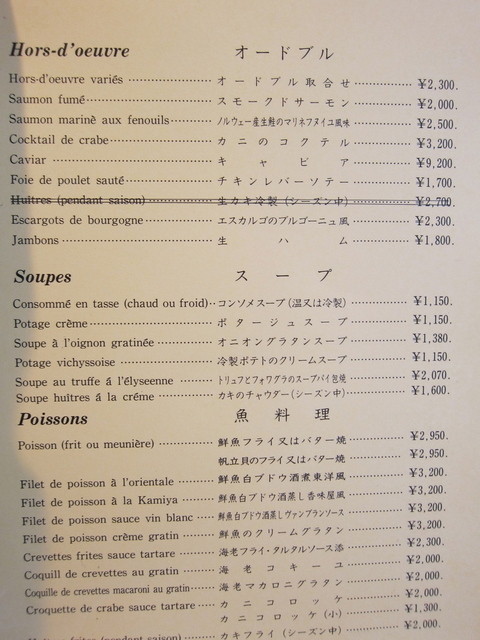 Hors-d'oeuvre オードブル
Hors-d'oeuvre variés オードブル取合せ ¥2,300.
Saumon fumé スモークドサーモン ¥2,000.
Saumon marinè aux fenouils ノルウェー産生鮭のマリネフヌイユ風味 ¥2,500.
Cocktail de crabe カニのコクテル ¥3,200.
Caviar キャビア ¥9,200.
Foie de poulet sauté チキンレバーソテー ¥1,700.
Huîtres (pendant saison) 生カキ冷製 (シーズン中) ¥2,700.
Escargots de bourgogne エスカルゴのブルゴーニュ風 ¥2,300.
Jambons 生ハム ¥1,800.
Soupes スープ
Consommé en tasse (chaud ou froid) コンソメスープ (温又は冷製) ¥1,150.
Potage crème ポタージュスープ ¥1,150.
Soupe à l'oignon gratinée オニオングラタンスープ ¥1,380.
Potage vichyssoise 冷製ポテトのクリームスープ ¥1,150.
Soupe au truffe á l'élyseenne トリュフとフォワグラのスープパイ包焼 ¥2,070.
Soupe huîtres á la créme カキのチャウダー (シーズン中) ¥1,600.
Poissons 魚料理
Poisson (frit ou meunière) 鮮魚フライ又はバター焼 ¥2,950.
帆立貝のフライ又はバター焼 ¥2,950.
Filet de poisson à l'orientale 鮮魚白ブドウ酒煮東洋風 ¥3,200.
Filet de poisson à la Kamiya 鮮魚白ブドウ酒蒸し香味屋風 ¥3,200.
Filet de poisson sauce vin blanc 鮮魚白ブドウ酒蒸しヴァンブランソース ¥3,200.
Filet de poisson crème gratin 鮮魚のクリームグラタン ¥3,200.
Crevettes frites sauce tartare 海老フライ・タルタルソース添 ¥2,300.
Coquill de crevettes au gratin 海老コキーユ ¥2,000.
Coquille de crevettes macaroni au gratin 海老マカロニグラタン ¥2,000.
Croquette de crabe sauce tartare カニコロッケ ¥2,000.
カニコロッケ (小) ¥1,300.
(pendant saison) カキフライ (シーズン中) ¥2,000.